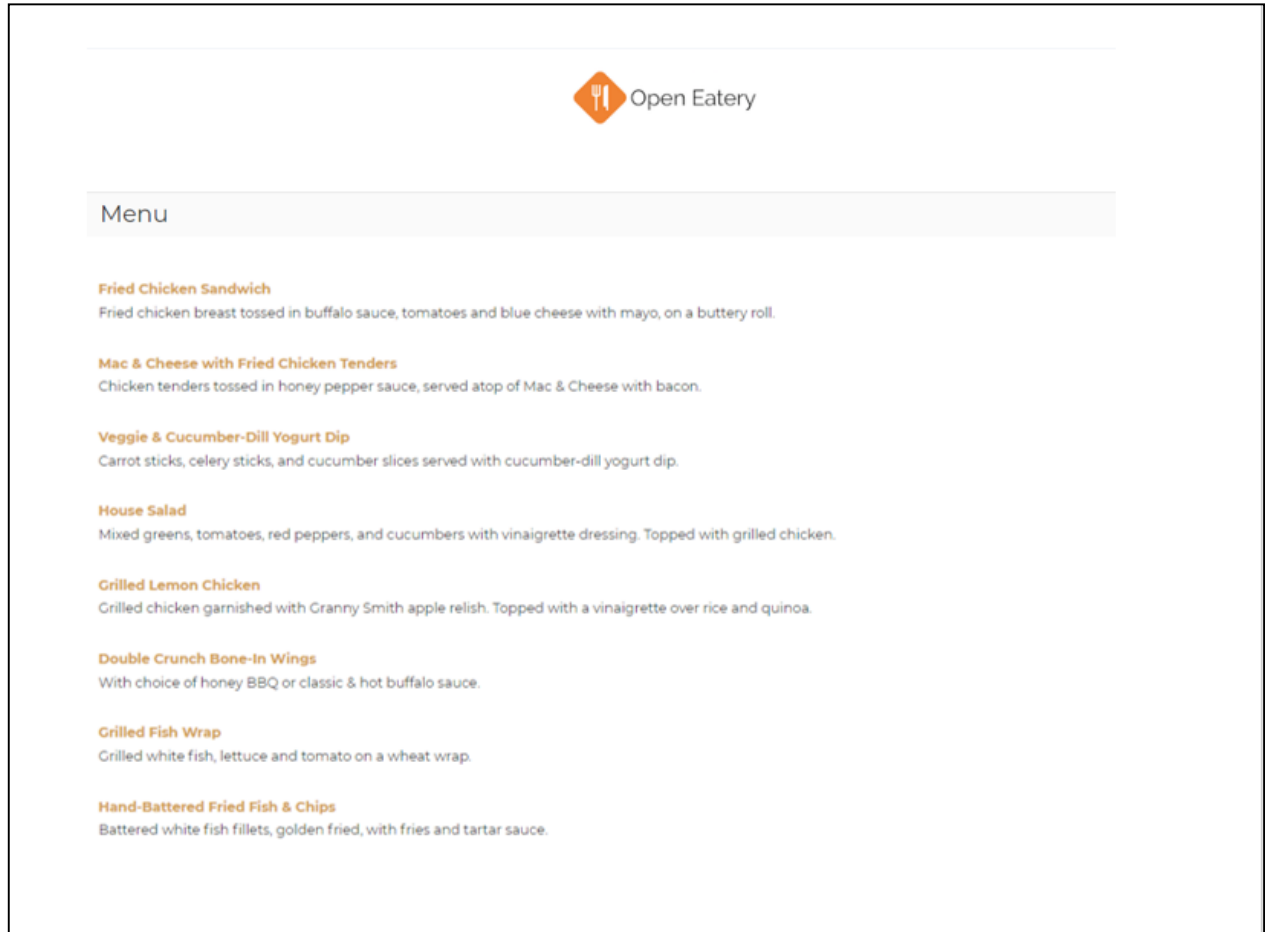 Open Eatery
Menu
Fried Chicken Sandwich
Fried chicken breast tossed in buffalo sauce, tomatoes and blue cheese with mayo, on a buttery roll.
Mac & Cheese with Fried Chicken Tenders
Chicken tenders tossed in honey pepper sauce, served atop of Mac & Cheese with bacon.
Veggie & Cucumber-Dill Yogurt Dip
Carrot sticks, celery sticks, and cucumber slices served with cucumber-dill yogurt dip.
House Salad
Mixed greens, tomatoes, red peppers, and cucumbers with vinaigrette dressing. Topped with grilled chicken.
Grilled Lemon Chicken
Grilled chicken garnished with Granny Smith apple relish. Topped with a vinaigrette over rice and quinoa.
Double Crunch Bone-In Wings
With choice of honey BBQ or classic & hot buffalo sauce.
Grilled Fish Wrap
Grilled white fish, lettuce and tomato on a wheat wrap.
Hand-Battered Fried Fish & Chips
Battered white fish fillets, golden fried, with fries and tartar sauce.